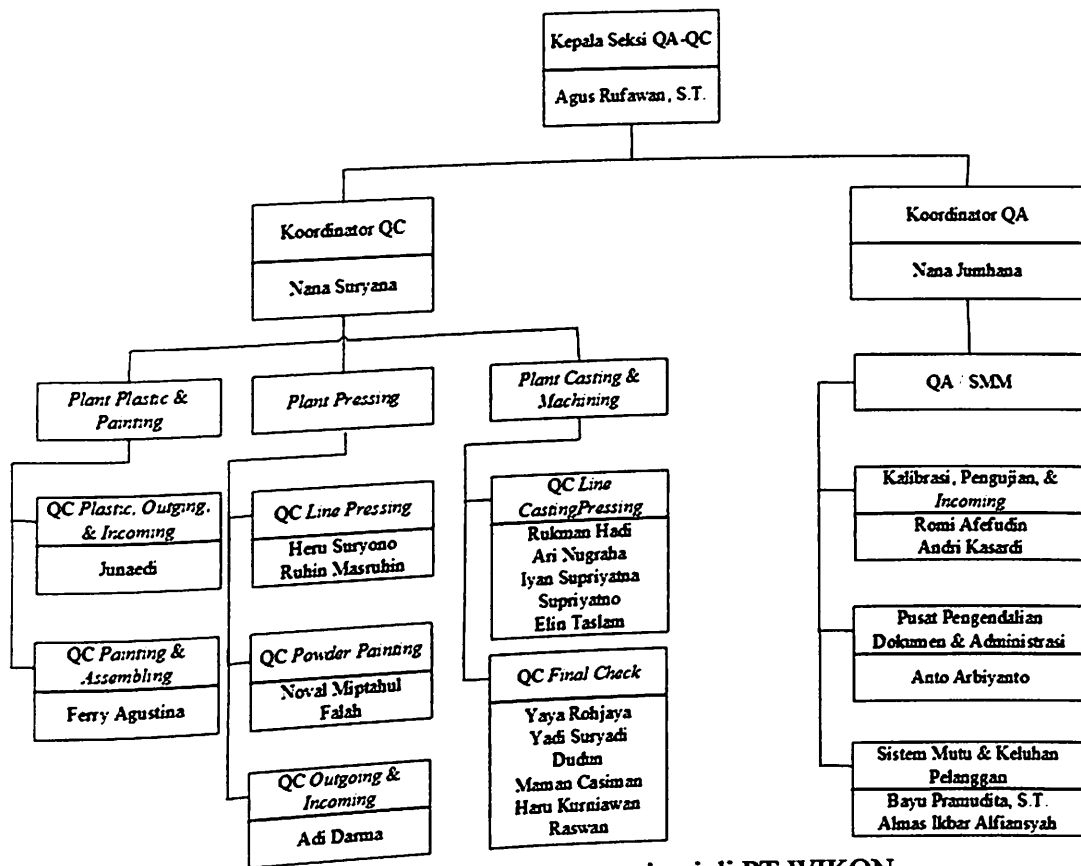 Kepala Seksi QA-QC
Agus Rufawan, S.T.
Koordinator QC
Nana Suryana
Koordinator QA
Nana Jumhana
Plant Plastic &
Painting
Plant Pressing
Plant Casting &
Machining
QA / SMM
QC Plastic, Outging,
& Incoming
Junaedi
QC Painting &
Assembling
Ferry Agustina
QC Line Pressing
Heru Suryono
Ruhin Masruhin
QC Powder Painting
Noval Miptahul
Falah
QC Outgoing &
Incoming
Adi Darma
QC Line
CastingPressing
Rukman Hadi
Ari Nugraha
Iyan Supriyatna
Supriyatno
Elin Taslam
QC Final Check
Yaya Rohjaya
Yadi Suryadi
Dudun
Maman Casiman
Haru Kurniawan
Raswan
Kalibrasi, Pengujian, &
Incoming
Romi Afefudin
Andri Kasardi
Pusat Pengendalian
Dokumen & Administrasi
Anto Arbiyanto
Sistem Mutu & Keluhan
Pelanggan
Bayu Pramudita, S.T.
Almas Ikbar Alfiansyah
di PT WIKON